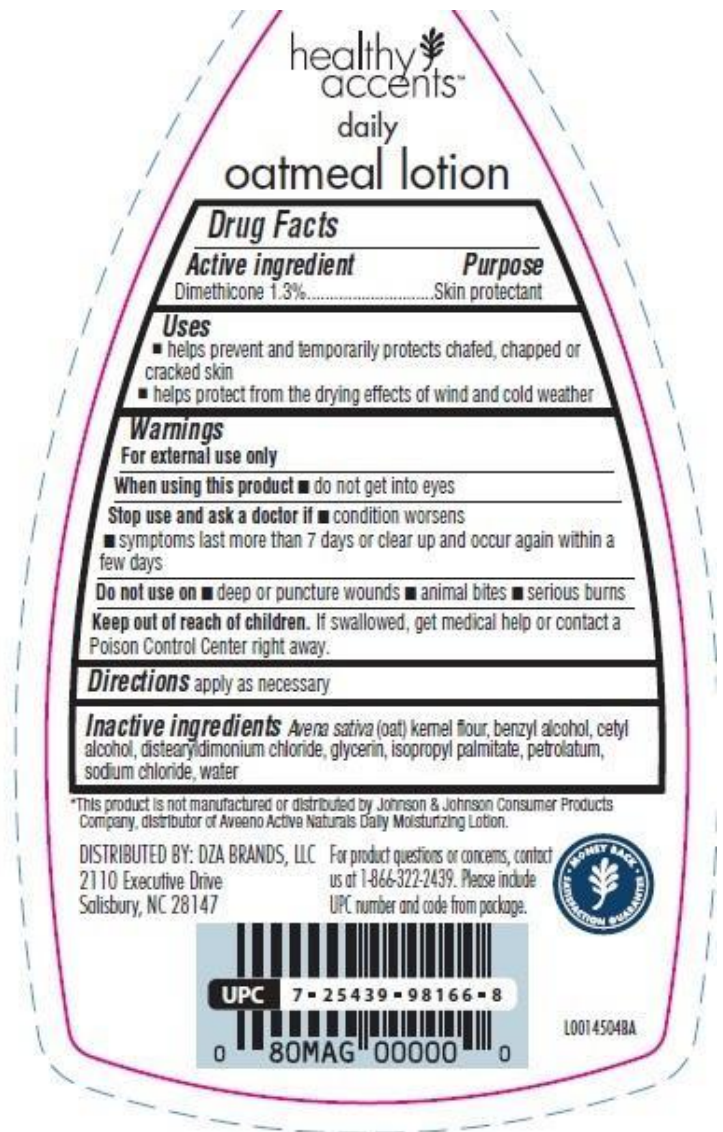 healthy
accents™
daily
oatmeal lotion
Drug Facts
Active ingredient Purpose
Dimethicone 1.3%............................Skin protectant
Uses
■ helps prevent and temporarily protects chafed, chapped or
cracked skin
■ helps protect from the drying effects of wind and cold weather
Warnings
For external use only
When using this product ■ do not get into eyes
Stop use and ask a doctor if ■ condition worsens
■ symptoms last more than 7 days or clear up and occur again within a
few days
Do not use on ■ deep or puncture wounds ■ animal bites ■ serious burns
Keep out of reach of children. If swallowed, get medical help or contact a
Poison Control Center right away.
Directions apply as necessary
Inactive ingredients Avena sativa (oat) kernel flour, benzyl alcohol, cetyl
alcohol, distearyldimonium chloride, glycerin, isopropyl palmitate, petrolatum,
sodium chloride, water
*This product is not manufactured or distributed by Johnson & Johnson Consumer Products
Company, distributor of Aveeno Active Naturals Daily Moisturizing Lotion.
DISTRIBUTED BY: DZA BRANDS, LLC
2110 Executive Drive
Salisbury, NC 28147
For product questions or concerns, contact
us at 1-866-322-2439. Please include
UPC number and code from package.
• MONEY BACK •
SATISFACTION GUARANTEE
UPC 7-25439-98166-8
0 80MAG 00000 0
L0014504BA